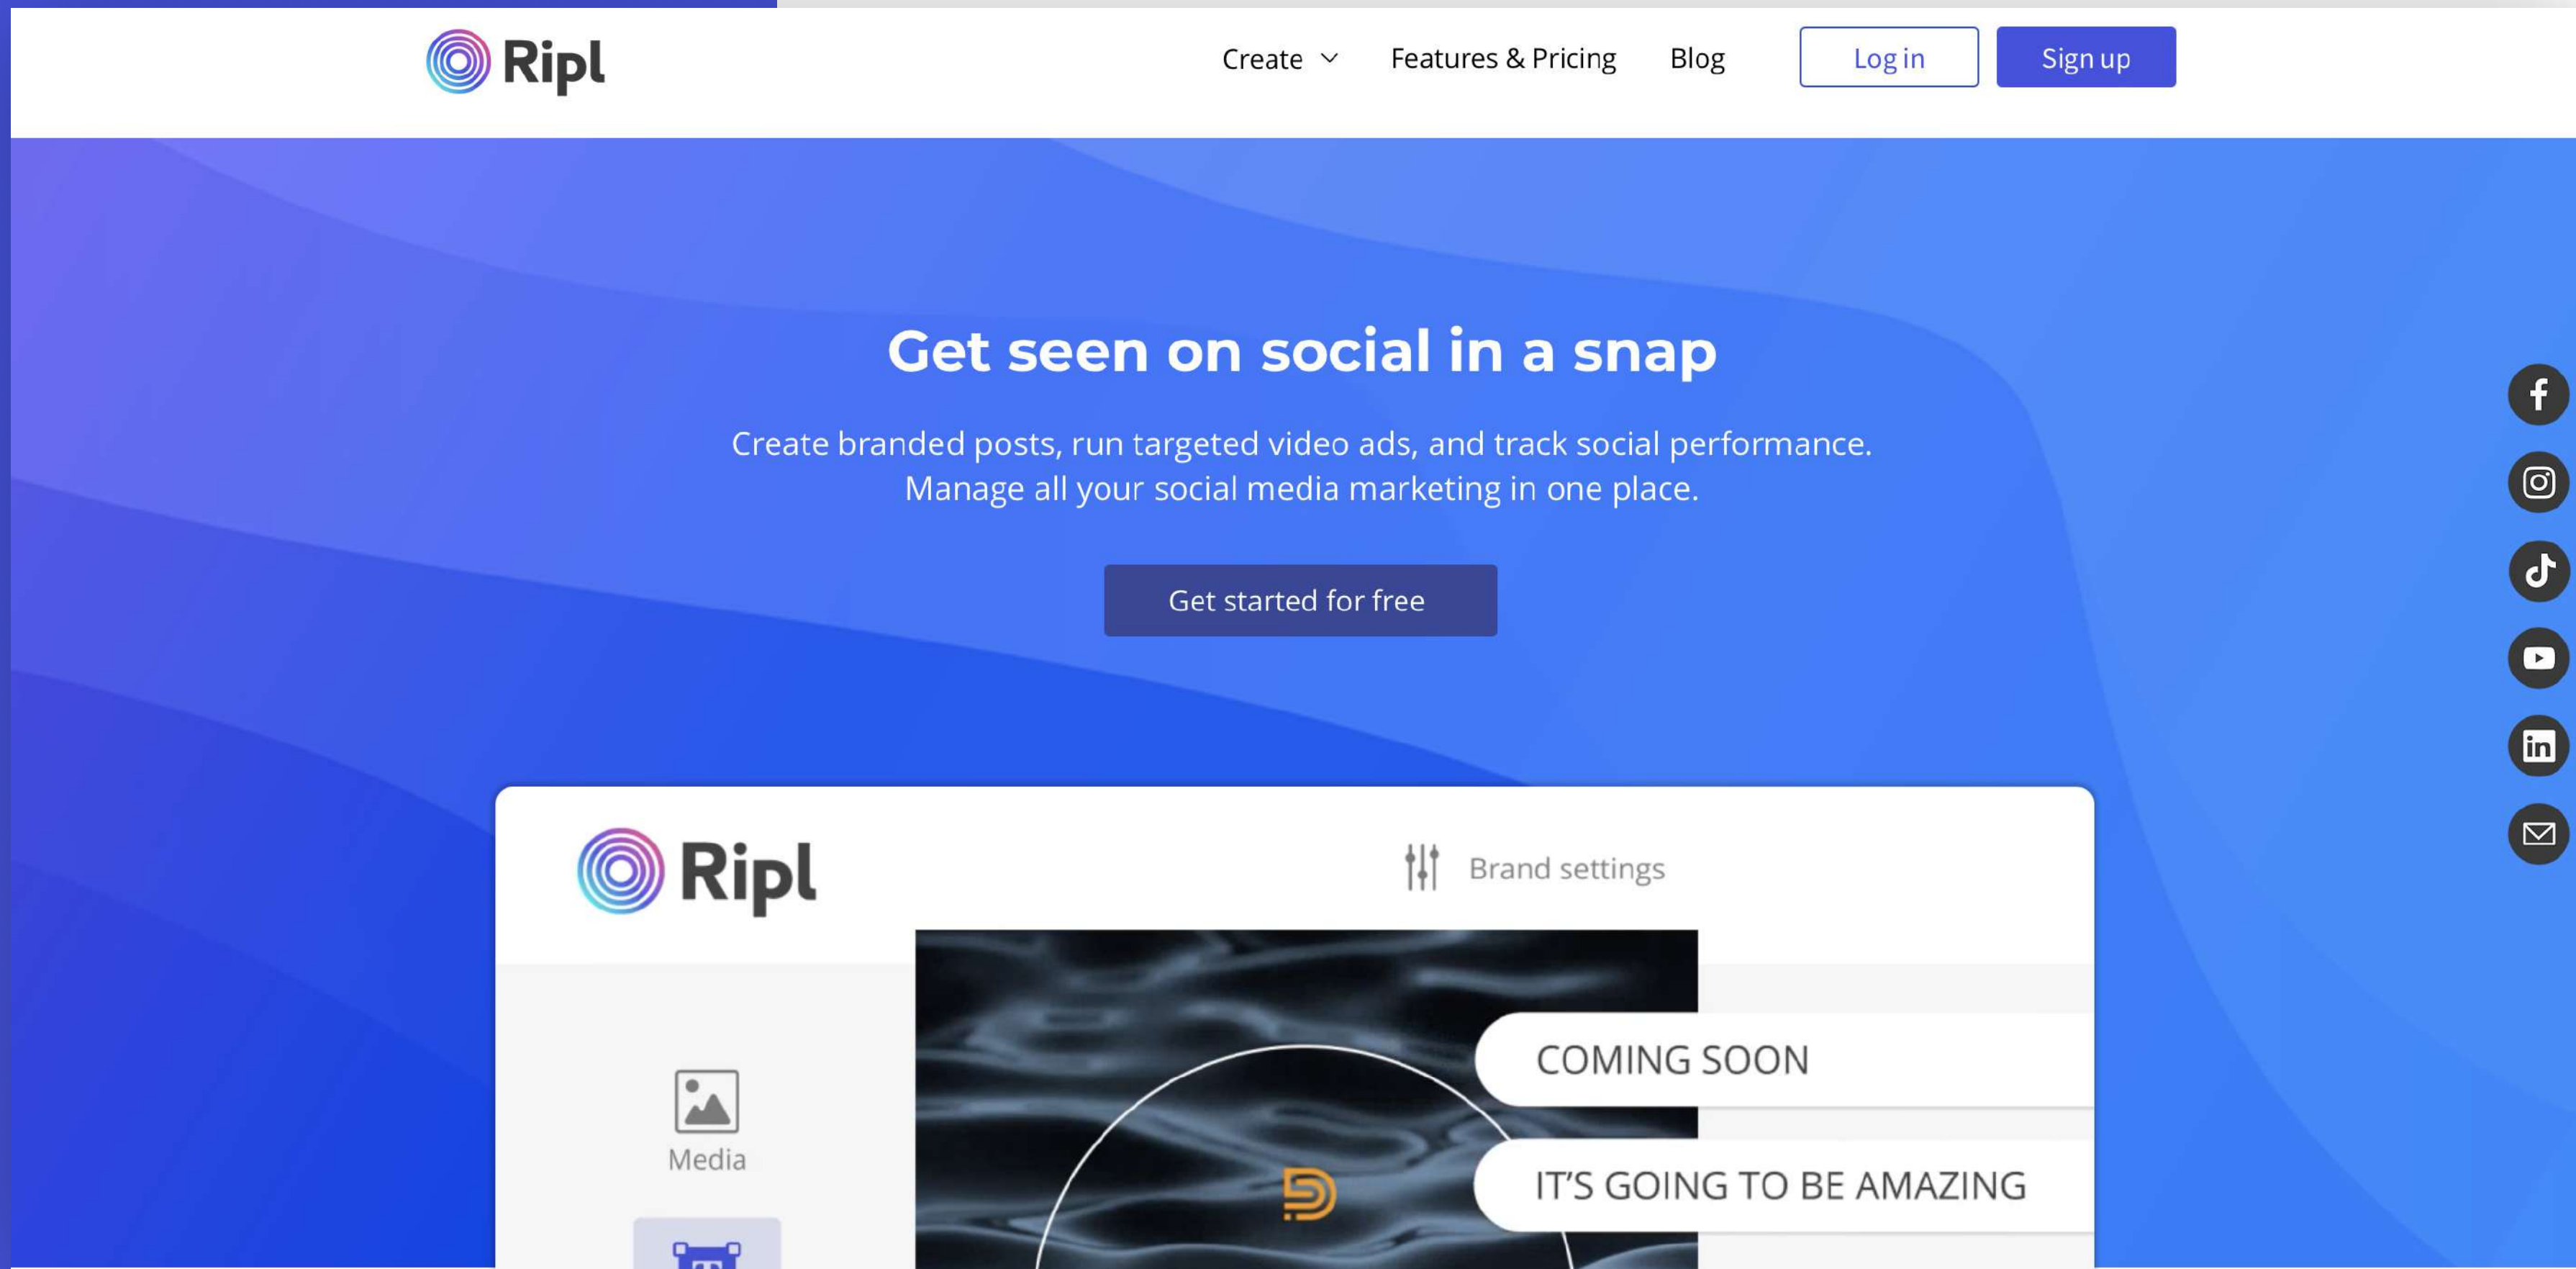 Ripl
Create
Features & Pricing
Blog
Log in
Sign up
Get seen on social in a snap
Create branded posts, run targeted video ads, and track social performance.
Manage all your social media marketing in one place.
Get started for free
Ripl
Brand settings
COMING SOON
Media
IT'S GOING TO BE AMAZING